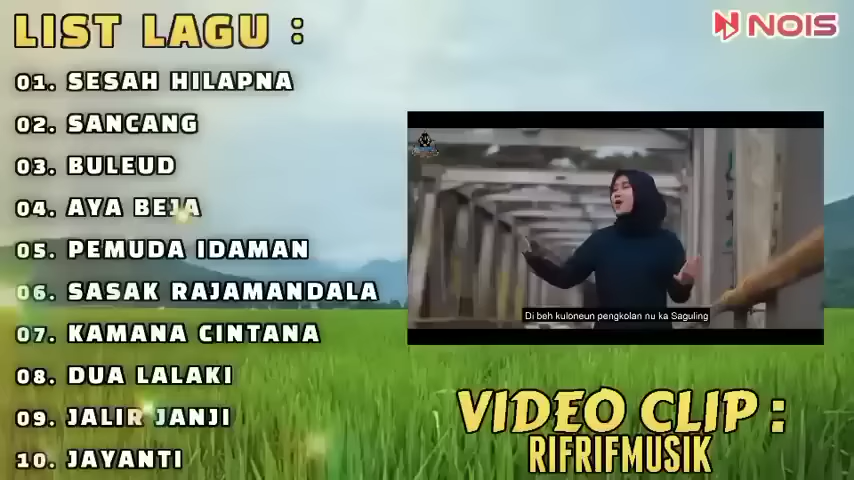 LIST LAGU :
01. SESAH HILAPNA
02. SANCANG
03. BULEUD
04. AYA BEJA
05. PEMUDA IDAMAN
06. SASAK RAJAMANDALA
07. KAMANA CINTANA
08. DUA LALAKI
09. JALIR JANJI
10. JAYANTI
NOIS
Di beh kuloneun pengkolan nu ka Saguling
VIDEO CLIP :
RIFRIFMUSIK